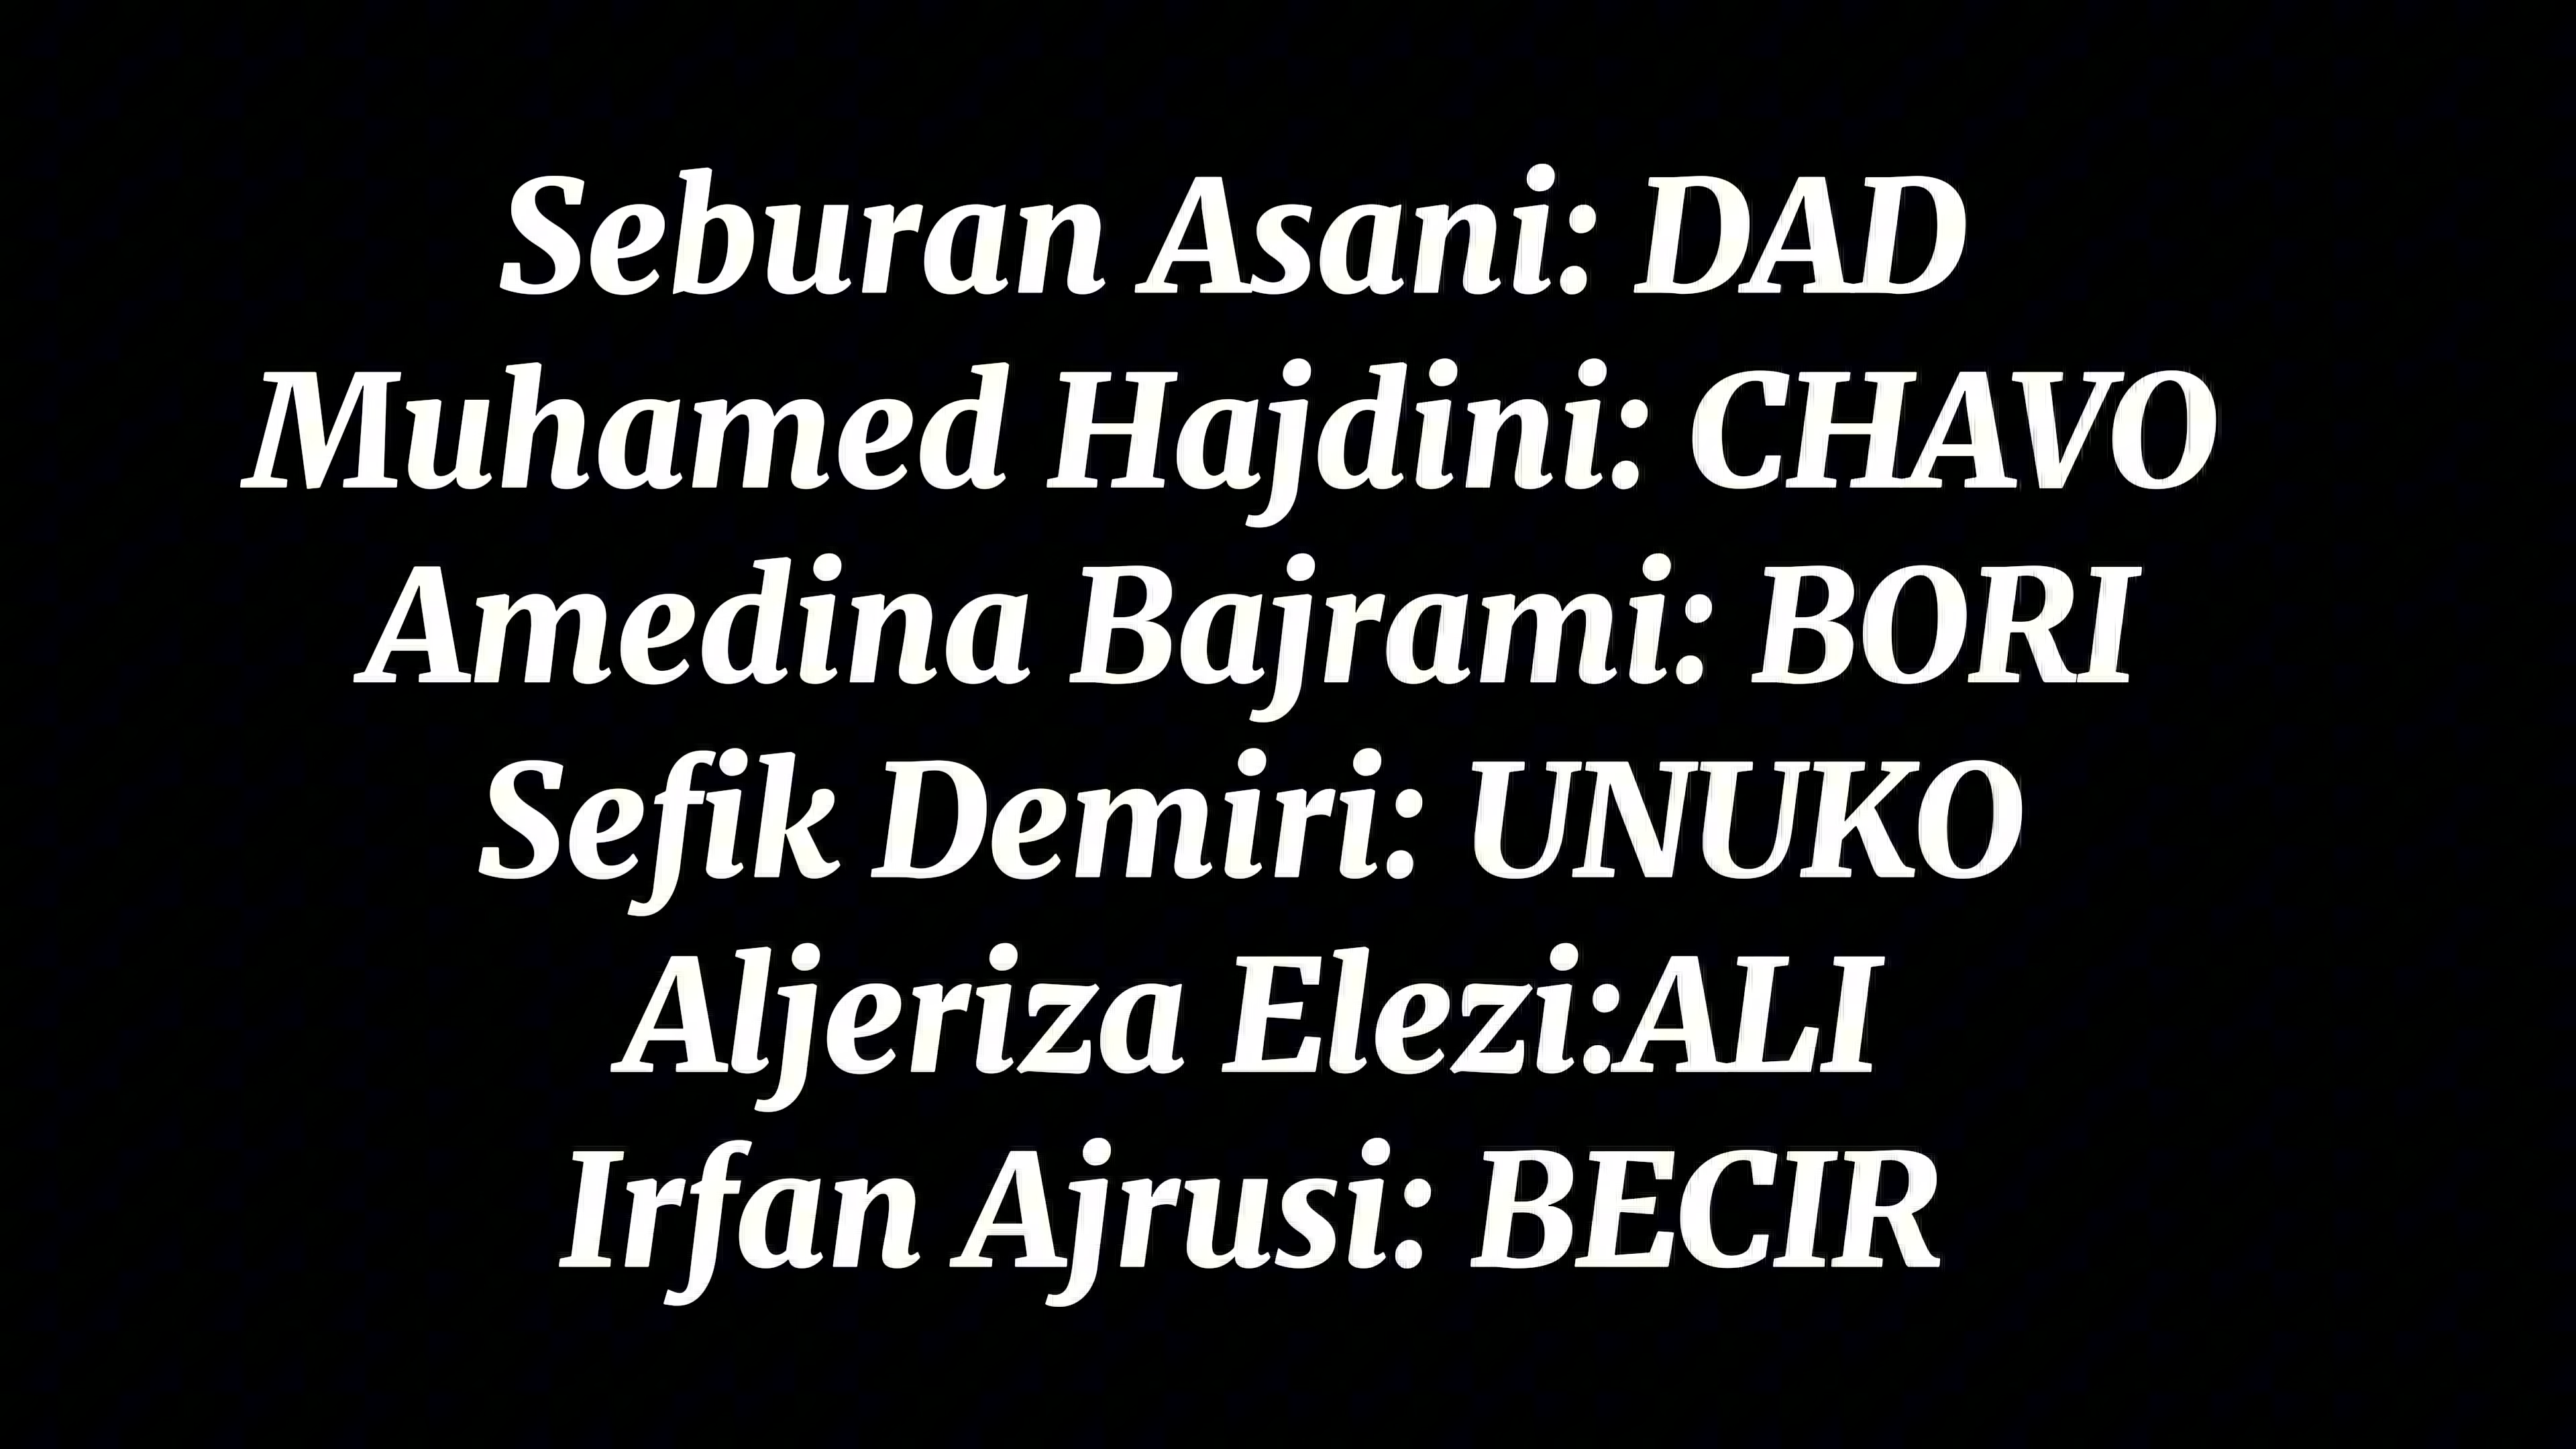 Seburan Asani: DAD
Muhamed Hajdini: CHAVO
Amedina Bajrami: BORI
Sefik Demiri: UNUKO
Aljeriza Elezi:ALI
Irfan Ajrusi: BECIR